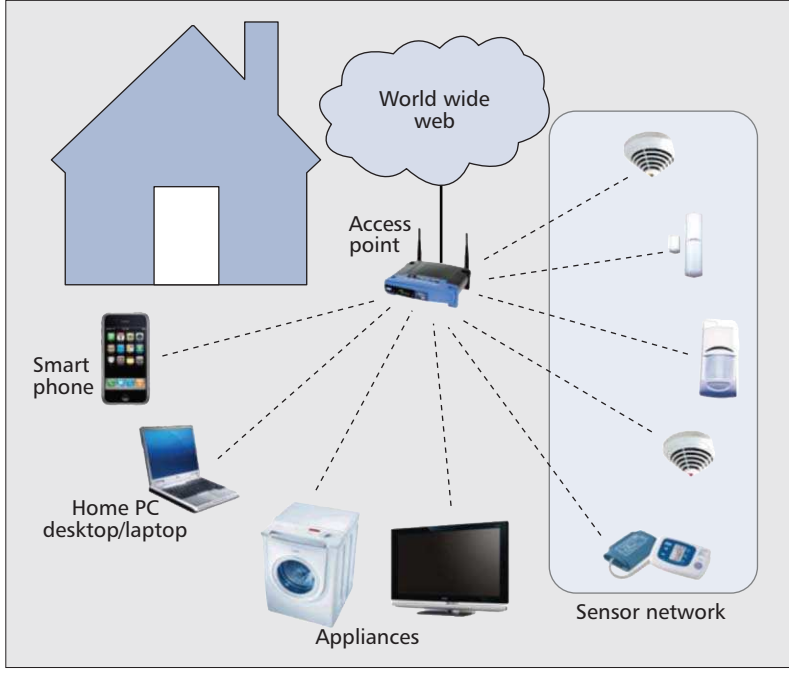 World wide
web
Access
point
Smart
phone
Home PC
desktop/laptop
Appliances
Sensor network